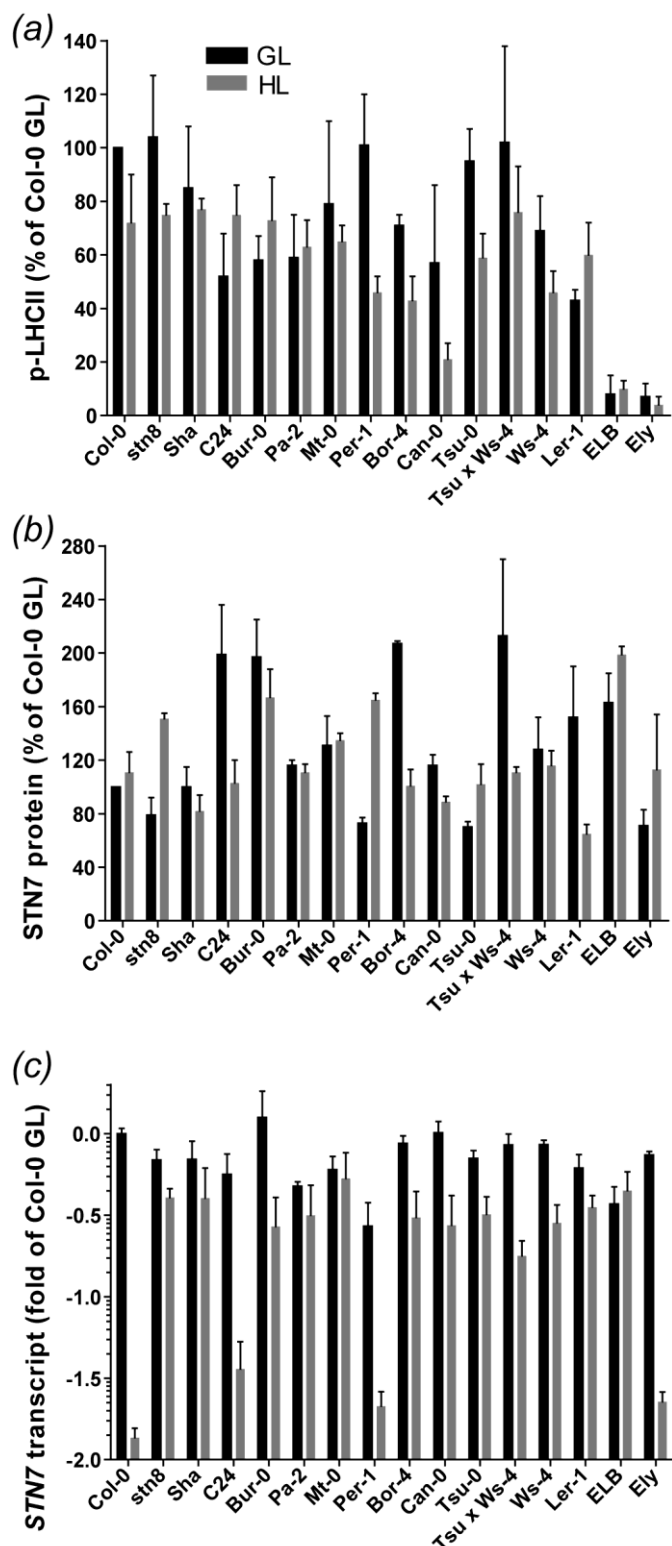 (a)
GL
HL
p-LHCII (% of Col-0 GL)
140
120
100
80
60
40
20
0
Col-0 stn8 Sha C24 Bur-0 Pa-2 Mt-0 Per-1 Bor-4 Can-0 Tsu-0 Tsu x Ws-4 Ws-4 Ler-1 ELB Ely
(b)
STN7 protein (% of Col-0 GL)
280
240
200
160
120
80
40
0
Col-0 stn8 Sha C24 Bur-0 Pa-2 Mt-0 Per-1 Bor-4 Can-0 Tsu-0 Tsu x Ws-4 Ws-4 Ler-1 ELB Ely
(c)
STN7 transcript (fold of Col-0 GL)
0.0
-0.5
-1.0
-1.5
-2.0
Col-0 stn8 Sha C24 Bur-0 Pa-2 Mt-0 Per-1 Bor-4 Can-0 Tsu-0 Tsu x Ws-4 Ws-4 Ler-1 ELB Ely